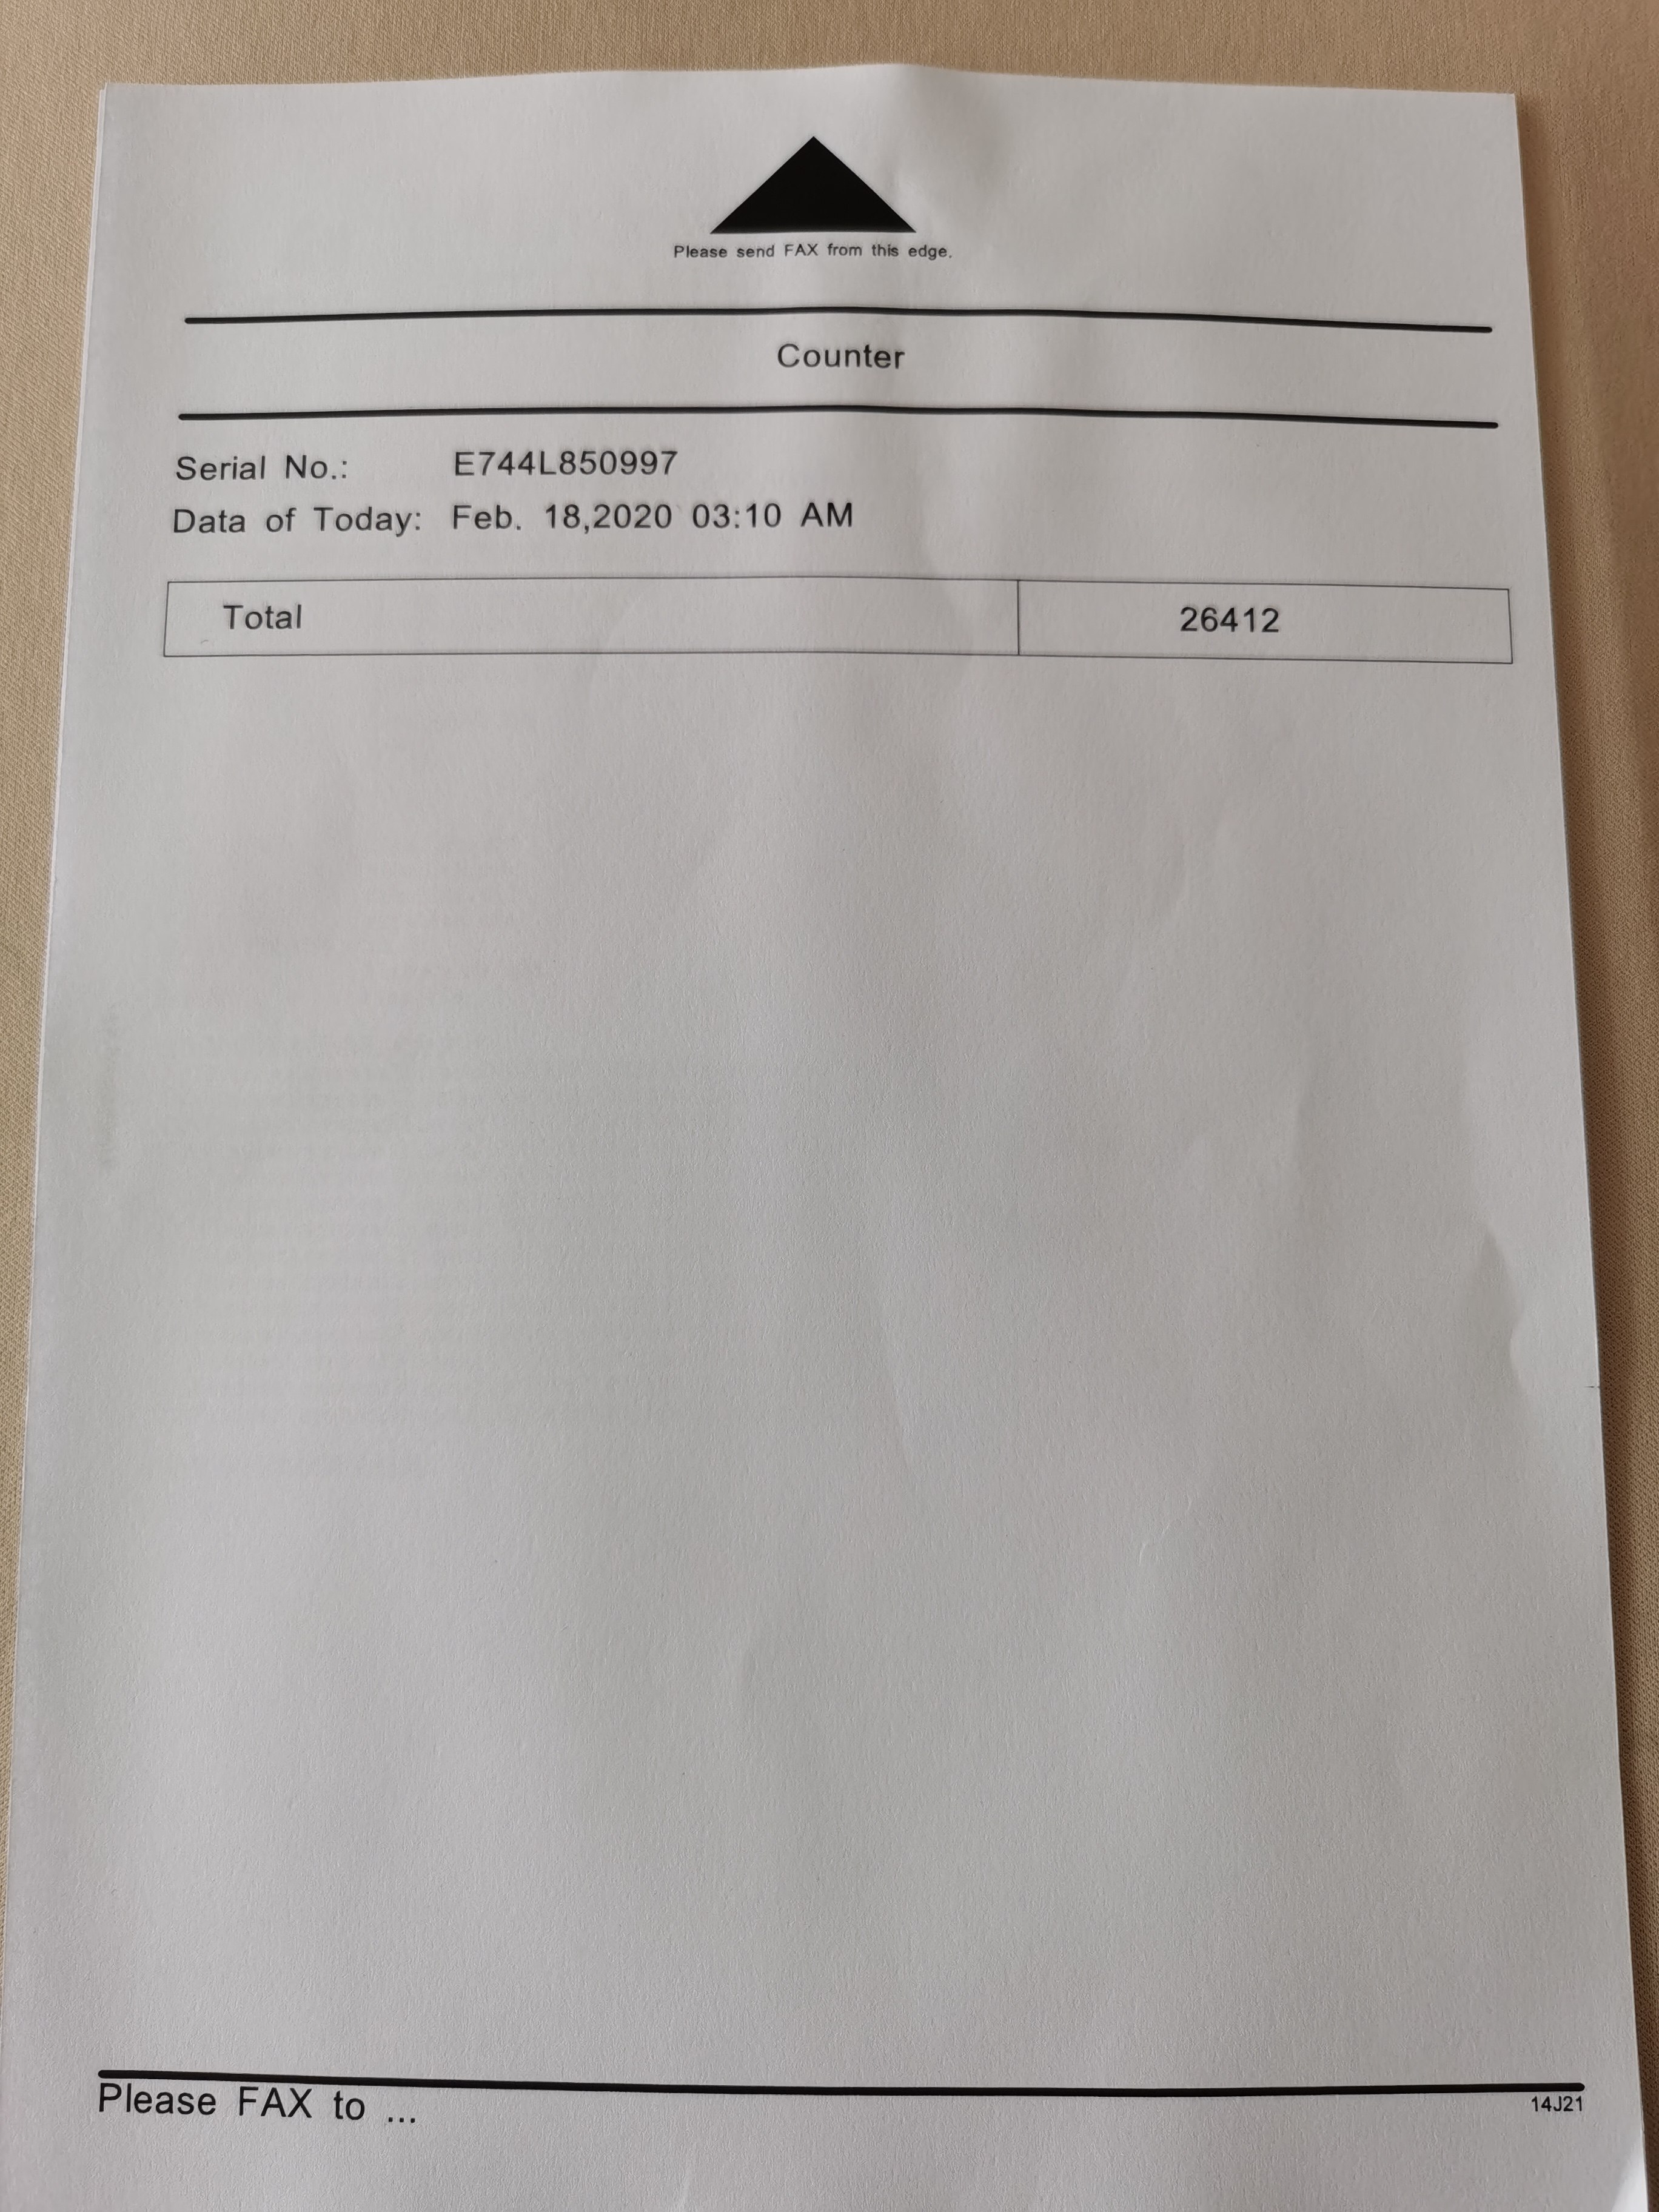 Please send FAX from this edge.
Counter
Serial No.: E744L850997
Data of Today: Feb. 18,2020 03:10 AM
Total 26412
Please FAX to ...
14J21